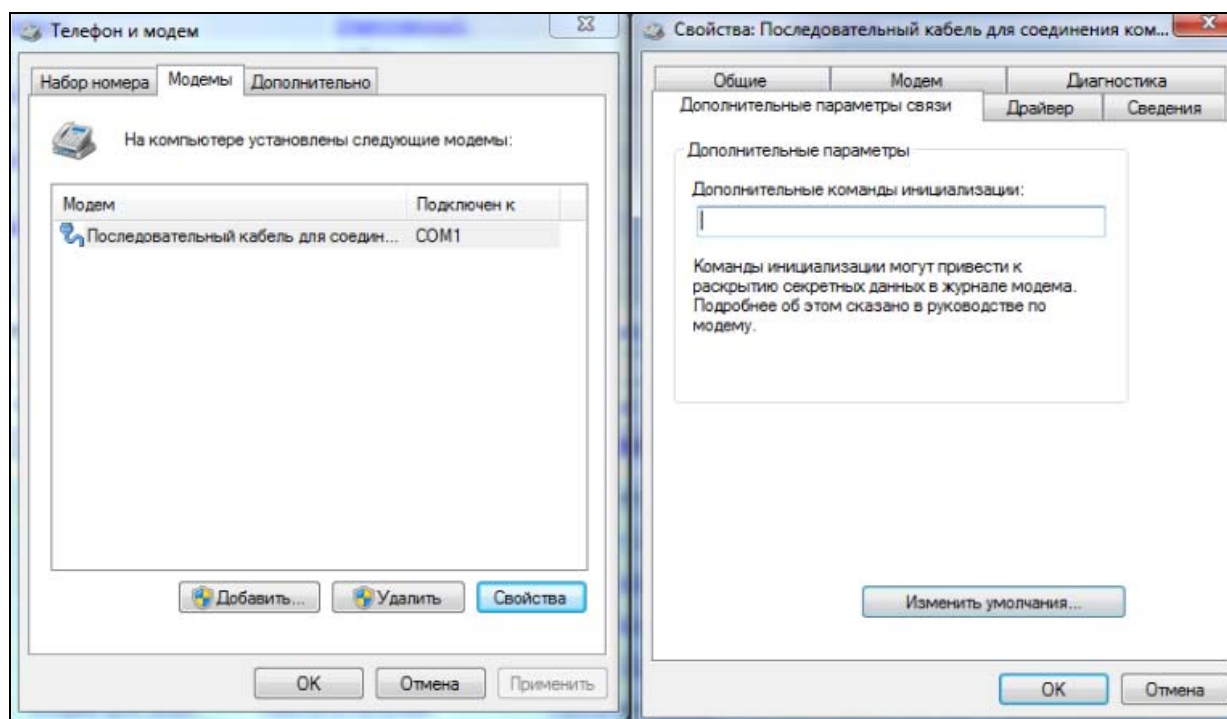 Телефон и модем
Набор номера Модемы Дополнительно
На компьютере установлены следующие модемы:
Модем Подключен к
Последовательный кабель для соедин... COM1
Добавить... Удалить Свойства
OK Отмена Применить
Свойства: Последовательный кабель для соединения ком...
Общие Модем Диагностика
Дополнительные параметры связи Драйвер Сведения
Дополнительные параметры
Дополнительные команды инициализации:
Команды инициализации могут привести к
раскрытию секретных данных в журнале модема.
Подробнее об этом сказано в руководстве по
модему.
Изменить умолчания...
OK Отмена